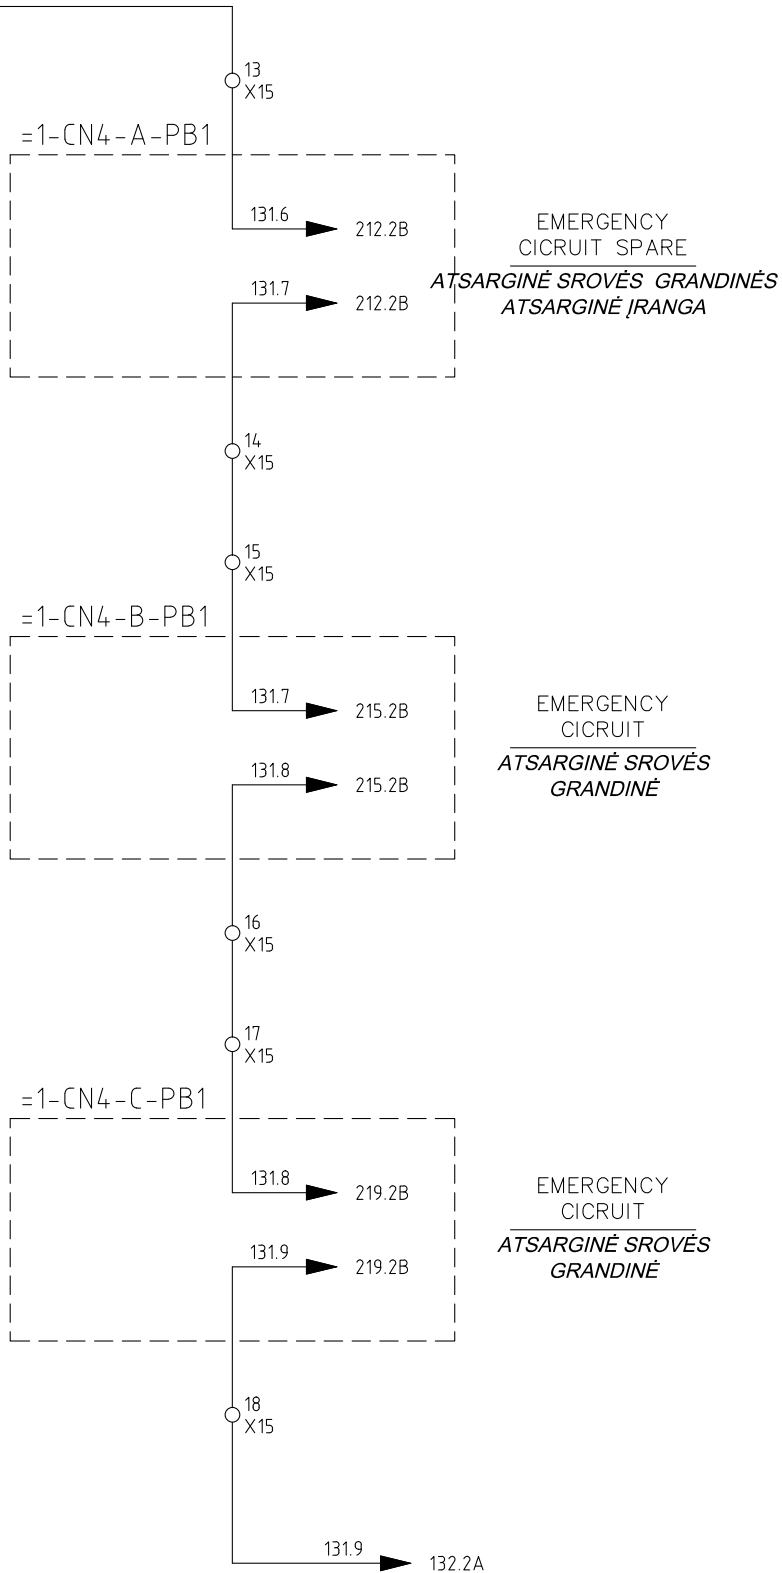 13
X15
=1-CN4-A-PB1
131.6
212.2B
131.7
212.2B
EMERGENCY
CICRUIT SPARE
ATSARGINĖ SROVĖS GRANDINĖS
ATSARGINĖ ĮRANGA
14
X15
15
X15
=1-CN4-B-PB1
131.7
215.2B
131.8
215.2B
EMERGENCY
CICRUIT
ATSARGINĖ SROVĖS
GRANDINĖ
16
X15
17
X15
=1-CN4-C-PB1
131.8
219.2B
131.9
219.2B
EMERGENCY
CICRUIT
ATSARGINĖ SROVĖS
GRANDINĖ
18
X15
131.9
132.2A